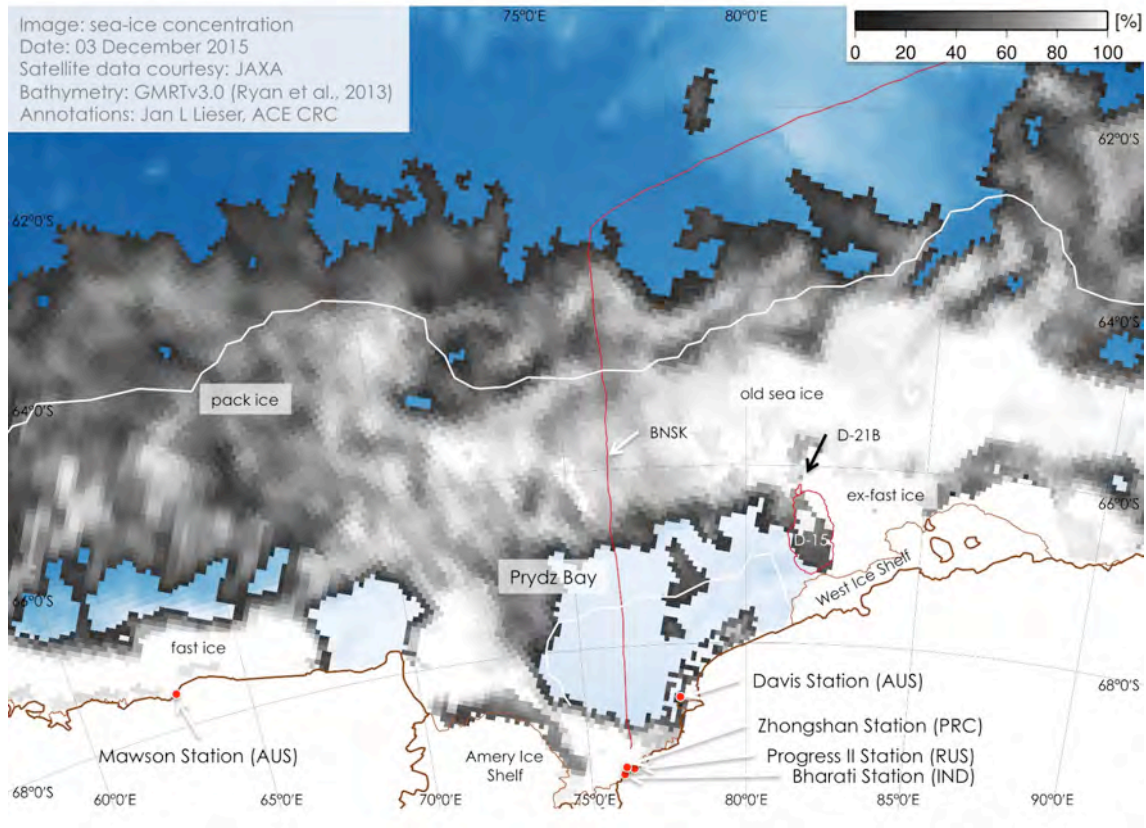 Image: sea-ice concentration
Date: 03 December 2015
Satellite data courtesy: JAXA
Bathymetry: GMRTv3.0 (Ryan et al., 2013)
Annotations: Jan L Lieser, ACE CRC
75°0'E
80°0'E
[%]
0 20 40 60 80 100
62°0'S
62°0'S
64°0'S
64°0'S
pack ice
old sea ice
BNSK
D-21B
ex-fast ice
66°0'S
D-15
Prydz Bay
West Ice Shelf
66°0'S
fast ice
68°0'S
Davis Station (AUS)
Zhongshan Station (PRC)
Mawson Station (AUS)
Amery Ice
Shelf
Progress II Station (RUS)
Bharati Station (IND)
68°0'S
60°0'E
65°0'E
70°0'E
75°0'E
80°0'E
85°0'E
90°0'E